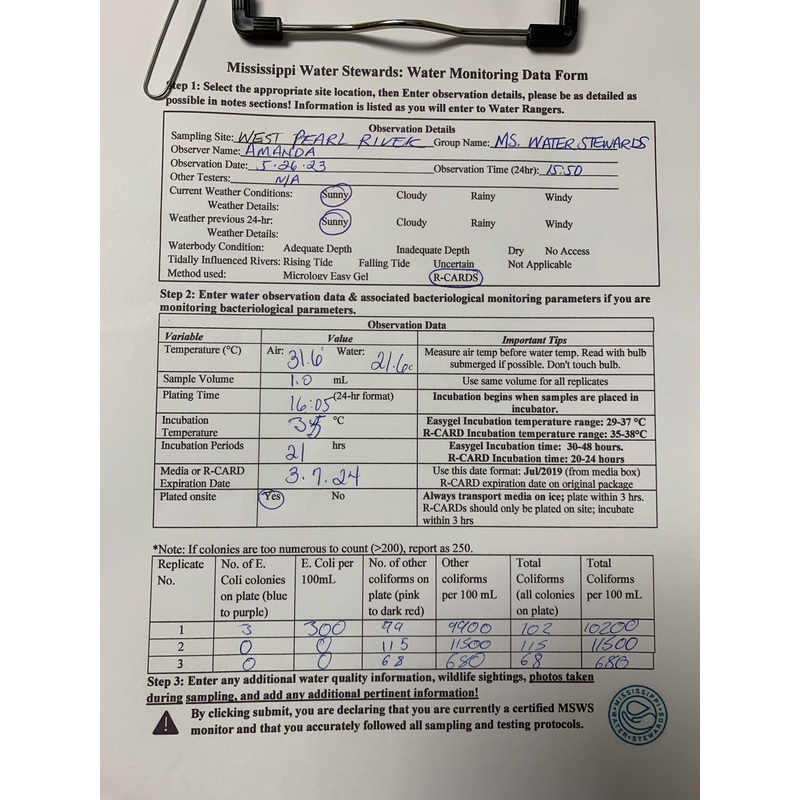 Mississippi Water Stewards: Water Monitoring Data Form
Step 1: Select the appropriate site location, then Enter observation details, please be as detailed as
possible in notes sections! Information is listed as you will enter to Water Rangers.
Observation Details
Sampling Site: WEST PEARL RIVER Group Name: MS. WATER STEWARDS
Observer Name: AMANDA
Observation Date: 5.26.23 Observation Time (24hr): 15:50
Other Testers: N/A
Current Weather Conditions: Sunny Cloudy Rainy Windy
Weather Details:
Weather previous 24-hr: Sunny Cloudy Rainy Windy
Weather Details:
Waterbody Condition: Adequate Depth Inadequate Depth Dry No Access
Tidally Influenced Rivers: Rising Tide Falling Tide Uncertain Not Applicable
Method used: Micrology Easy Gel R-CARDS
Step 2: Enter water observation data & associated bacteriological monitoring parameters if you are
monitoring bacteriological parameters.
Observation Data
Variable Value Important Tips
Temperature (°C) Air: 31.6 Water: 21.6c Measure air temp before water temp. Read with bulb
submerged if possible. Don't touch bulb.
Sample Volume 1.0 mL Use same volume for all replicates
Plating Time 16:05 (24-hr format) Incubation begins when samples are placed in
incubator.
Incubation 35 °C Easygel Incubation temperature range: 29-37 °C
Temperature R-CARD Incubation temperature range: 35-38°C
Incubation Periods 21 hrs Easygel Incubation time: 30-48 hours.
R-CARD Incubation time: 20-24 hours
Media or R-CARD 3.7.24 Use this date format: Jul/2019 (from media box)
Expiration Date R-CARD expiration date on original package
Plated onsite Yes No Always transport media on ice; plate within 3 hrs.
R-CARDs should only be plated on site; incubate
within 3 hrs
*Note: If colonies are too numerous to count (>200), report as 250.
Replicate No. of E. E. Coli per No. of other Other Total Total
No. Coli colonies 100mL coliforms on coliforms Coliforms Coliforms
on plate (blue plate (pink per 100 mL (all colonies per 100 mL
to purple) to dark red) on plate)
1 3 300 99 9900 102 10200
2 0 0 115 11500 115 11500
3 0 0 68 680 68 680
Step 3: Enter any additional water quality information, wildlife sightings, photos taken
during sampling, and add any additional pertinent information!
By clicking submit, you are declaring that you are currently a certified MSWS
monitor and that you accurately followed all sampling and testing protocols.
MISSISSIPPI
WATER STEWARDS